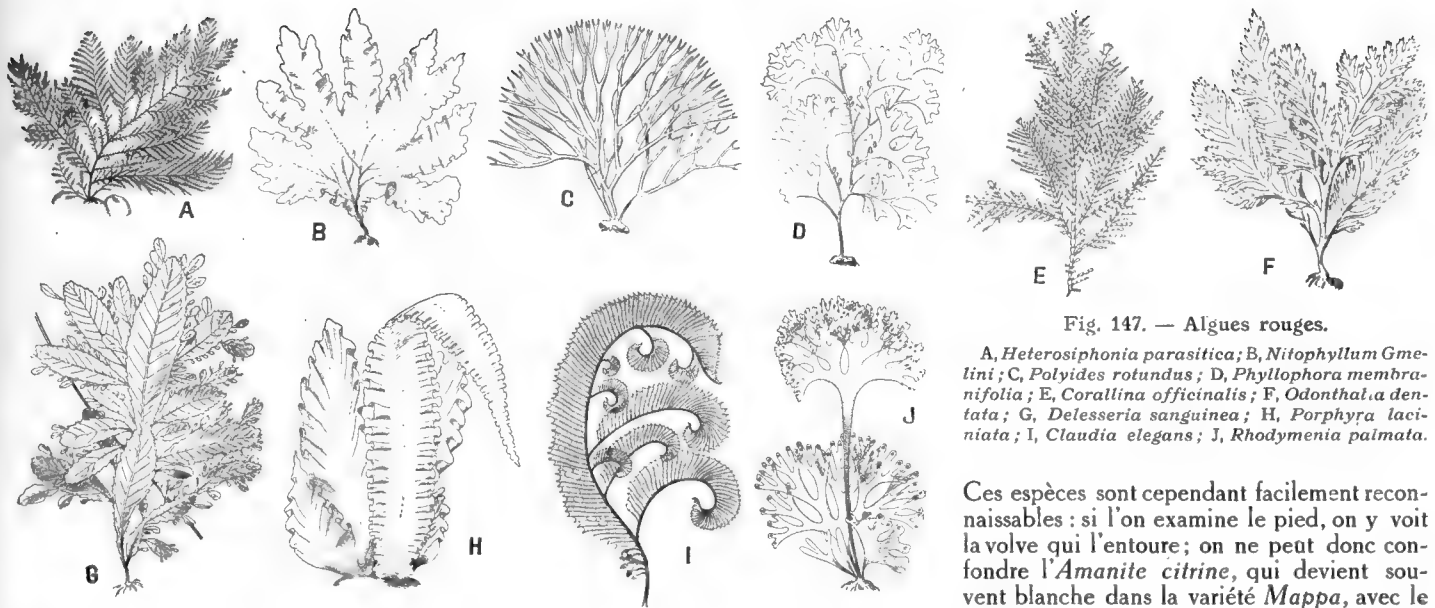 A
B
C
D
E
F
G
H
I
J
Fig. 147. — Algues rouges.
A, Heterosiphonia parasitica; B, Nitophyllum Gme-
lini; C, Polyides rotundus; D, Phyllophora membra-
nifolia; E, Corallina officinalis; F, Odonthalia den-
tata; G, Delesseria sanguinea; H, Porphyra laci-
niata; I, Claudia elegans; J, Rhodymenia palmata.
Ces espèces sont cependant facilement recon-
naissables : si l'on examine le pied, on y voit
la volve qui l'entoure; on ne peut donc con-
fondre l'Amanite citrine, qui devient sou-
vent blanche dans la variété Mappa, avec le